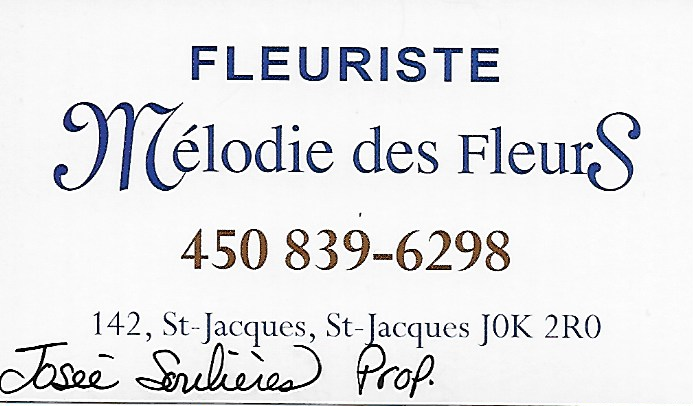 FLEURISTE
Mélodie des FleurS
450 839-6298
142, St-Jacques, St-Jacques J0K 2R0
Josée Soulières Prop.